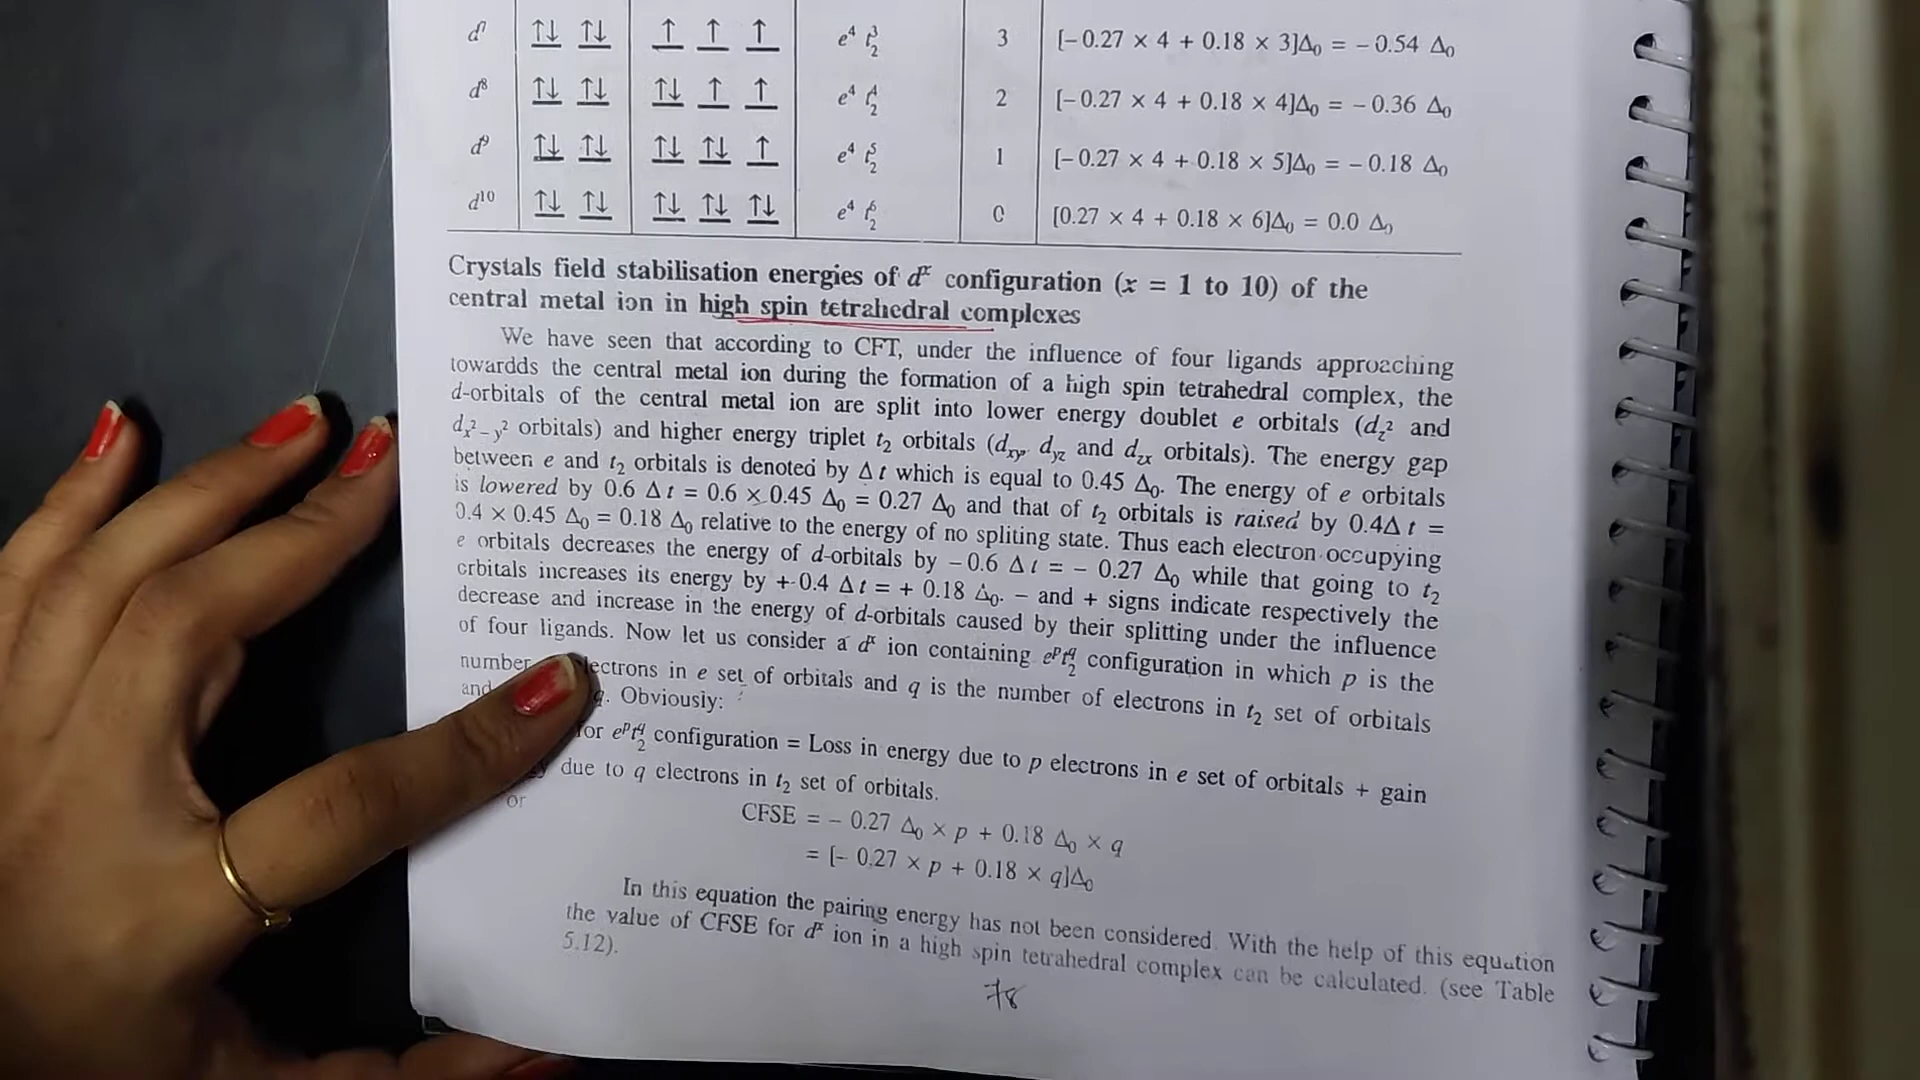 d⁷ ↑↓ ↑↓ ↑ ↑ ↑ e⁴ t₂³ 3 [− 0.27 × 4 + 0.18 × 3]Δ₀ = − 0.54 Δ₀
d⁸ ↑↓ ↑↓ ↑↓ ↑ ↑ e⁴ t₂⁴ 2 [− 0.27 × 4 + 0.18 × 4]Δ₀ = − 0.36 Δ₀
d⁹ ↑↓ ↑↓ ↑↓ ↑↓ ↑ e⁴ t₂⁵ 1 [− 0.27 × 4 + 0.18 × 5]Δ₀ = − 0.18 Δ₀
d¹⁰ ↑↓ ↑↓ ↑↓ ↑↓ ↑↓ e⁴ t₂⁶ 0 [0.27 × 4 + 0.18 × 6]Δ₀ = 0.0 Δ₀
Crystals field stabilisation energies of dˣ configuration (x = 1 to 10) of the
central metal ion in high spin tetrahedral complexes
We have seen that according to CFT, under the influence of four ligands approaching
towardds the central metal ion during the formation of a high spin tetrahedral complex, the
d-orbitals of the central metal ion are split into lower energy doublet e orbitals (d_z² and
d_x²−y² orbitals) and higher energy triplet t₂ orbitals (d_xy, d_yz and d_zx orbitals). The energy gap
between e and t₂ orbitals is denoted by Δ t which is equal to 0.45 Δ₀. The energy of e orbitals
is lowered by 0.6 Δ t = 0.6 × 0.45 Δ₀ = 0.27 Δ₀ and that of t₂ orbitals is raised by 0.4Δ t =
0.4 × 0.45 Δ₀ = 0.18 Δ₀ relative to the energy of no spliting state. Thus each electron occupying
e orbitals decreases the energy of d-orbitals by − 0.6 Δ t = − 0.27 Δ₀ while that going to t₂
orbitals increases its energy by + 0.4 Δ t = + 0.18 Δ₀. − and + signs indicate respectively the
decrease and increase in the energy of d-orbitals caused by their splitting under the influence
of four ligands. Now let us consider a dˣ ion containing eᵖt₂^q configuration in which p is the
number electrons in e set of orbitals and q is the number of electrons in t₂ set of orbitals
and q. Obviously:
for eᵖt₂^q configuration = Loss in energy due to p electrons in e set of orbitals + gain
due to q electrons in t₂ set of orbitals.
or CFSE = − 0.27 Δ₀ × p + 0.18 Δ₀ × q
= [− 0.27 × p + 0.18 × q]Δ₀
In this equation the pairing energy has not been considered. With the help of this equation
the value of CFSE for dˣ ion in a high spin tetrahedral complex can be calculated. (see Table
5.12).
78